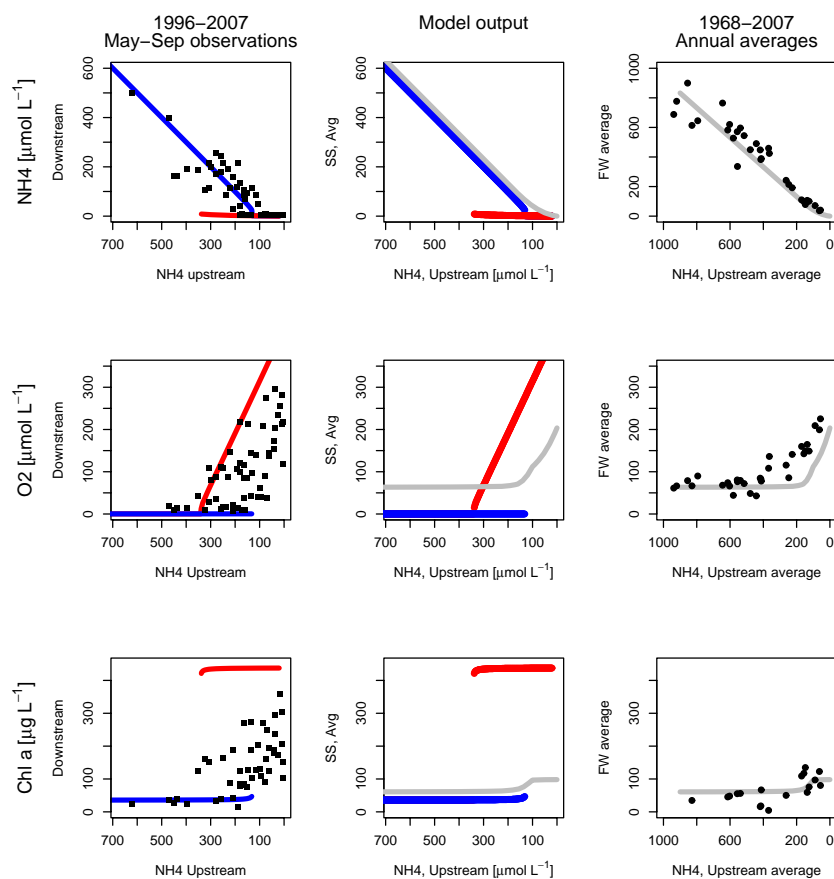 1996−2007
May−Sep observations
Model output
1968−2007
Annual averages
NH4 [μmol L−1]
Downstream
600
400
200
0
700 500 300 100
NH4 upstream
SS, Avg
600
400
200
0
700 500 300 100
NH4, Upstream [μmol L−1]
FW average
1000
600
200
0
1000 600 200 0
NH4, Upstream average
O2 [μmol L−1]
Downstream
300
200
100
0
700 500 300 100
NH4 Upstream
SS, Avg
300
200
100
0
700 500 300 100
NH4, Upstream [μmol L−1]
FW average
300
200
100
0
1000 600 200 0
NH4, Upstream average
Chl a [μg L−1]
Downstream
300
100
0
700 500 300 100
NH4 Upstream
SS, Avg
300
100
0
700 500 300 100
NH4, Upstream [μmol L−1]
FW average
300
100
0
1000 600 200 0
NH4, Upstream average